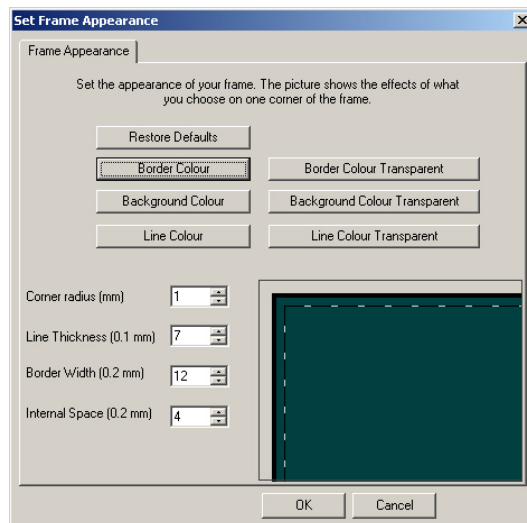 Set Frame Appearance
Frame Appearance
Set the appearance of your frame. The picture shows the effects of what
you choose on one corner of the frame.
Restore Defaults
Border Colour
Border Colour Transparent
Background Colour
Background Colour Transparent
Line Colour
Line Colour Transparent
Corner radius (mm)
1
Line Thickness (0.1 mm)
7
Border Width (0.2 mm)
12
Internal Space (0.2 mm)
4
OK
Cancel